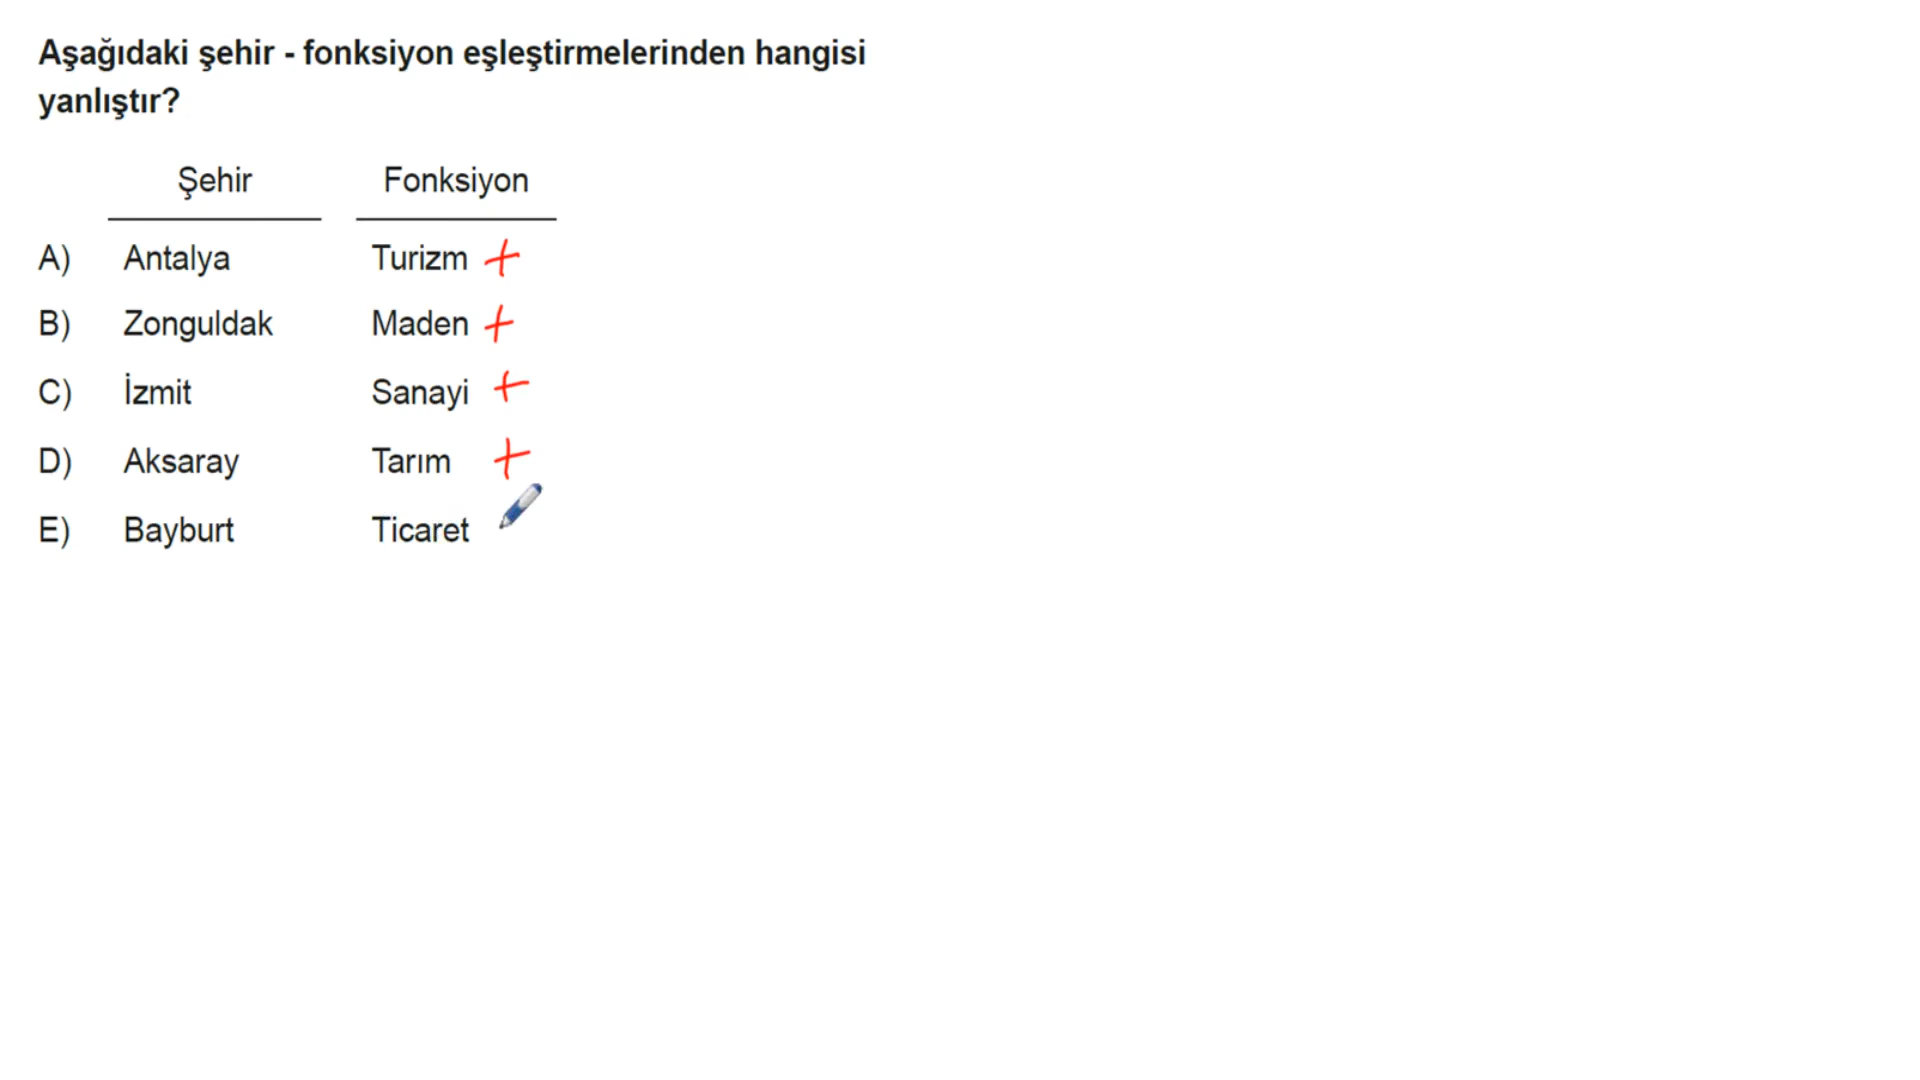 Aşağıdaki şehir - fonksiyon eşleştirmelerinden hangisi
yanlıştır?
Şehir Fonksiyon
A) Antalya Turizm +
B) Zonguldak Maden +
C) İzmit Sanayi +
D) Aksaray Tarım +
E) Bayburt Ticaret